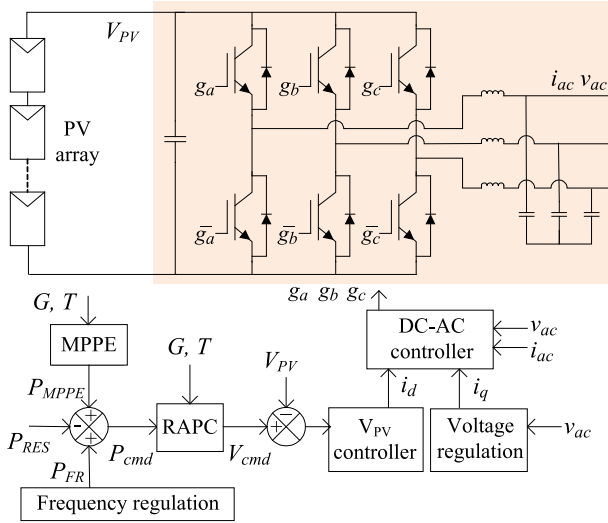 V_PV
i_ac v_ac
g_a g_b g_c
PV
array
g̅_a g̅_b g̅_c
g_a g_b g_c
G, T
DC-AC
controller
v_ac
i_ac
MPPE
G, T
V_PV
P_MPPE
i_d
i_q
+
-
+
-
+
P_RES
RAPC
V_PV
controller
Voltage
regulation
v_ac
P_cmd
V_cmd
P_FR
Frequency regulation